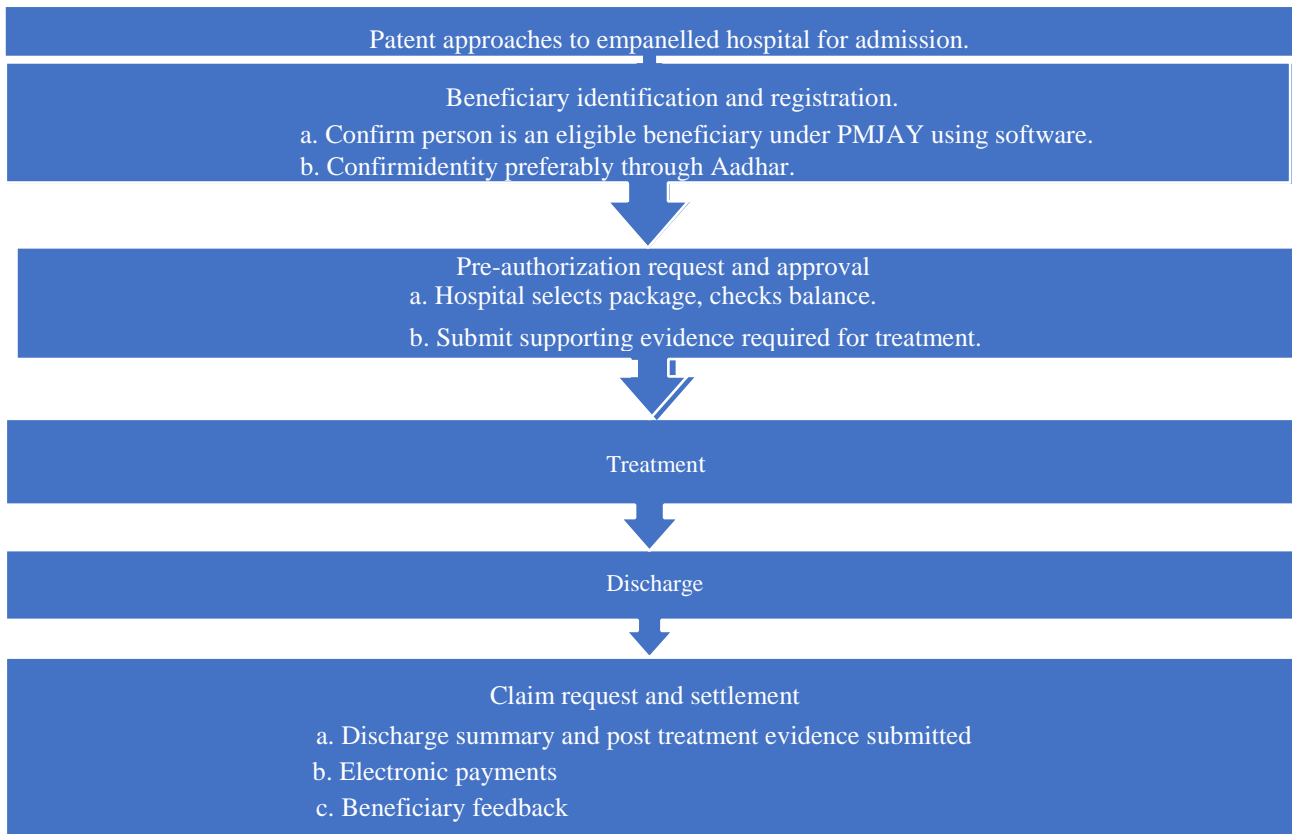 Patent approaches to empanelled hospital for admission.
Beneficiary identification and registration.
a. Confirm person is an eligible beneficiary under PMJAY using software.
b. Confirmidentity preferably through Aadhar.
Pre-authorization request and approval
a. Hospital selects package, checks balance.
b. Submit supporting evidence required for treatment.
Treatment
Discharge
Claim request and settlement
a. Discharge summary and post treatment evidence submitted
b. Electronic payments
c. Beneficiary feedback